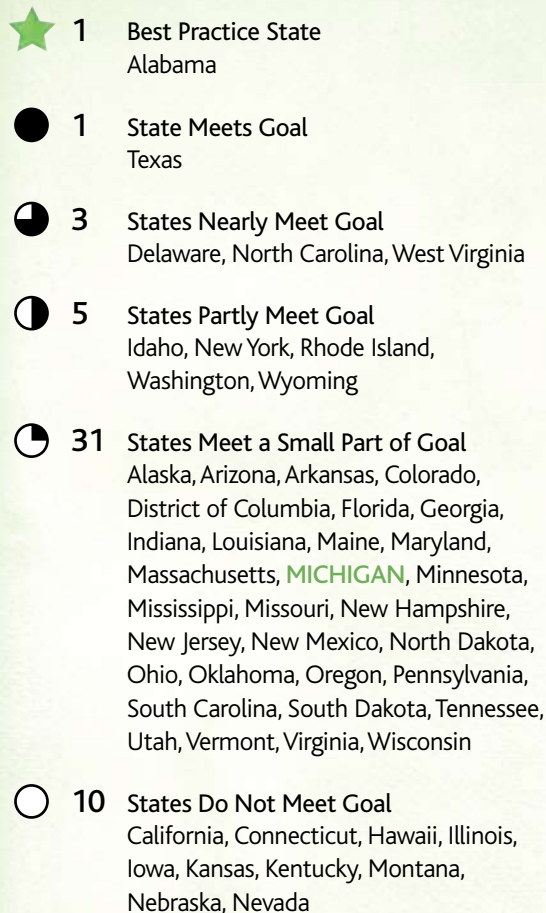 1 Best Practice State
Alabama
1 State Meets Goal
Texas
3 States Nearly Meet Goal
Delaware, North Carolina, West Virginia
5 States Partly Meet Goal
Idaho, New York, Rhode Island,
Washington, Wyoming
31 States Meet a Small Part of Goal
Alaska, Arizona, Arkansas, Colorado,
District of Columbia, Florida, Georgia,
Indiana, Louisiana, Maine, Maryland,
Massachusetts, MICHIGAN, Minnesota,
Mississippi, Missouri, New Hampshire,
New Jersey, New Mexico, North Dakota,
Ohio, Oklahoma, Oregon, Pennsylvania,
South Carolina, South Dakota, Tennessee,
Utah, Vermont, Virginia, Wisconsin
10 States Do Not Meet Goal
California, Connecticut, Hawaii, Illinois,
Iowa, Kansas, Kentucky, Montana,
Nebraska, Nevada